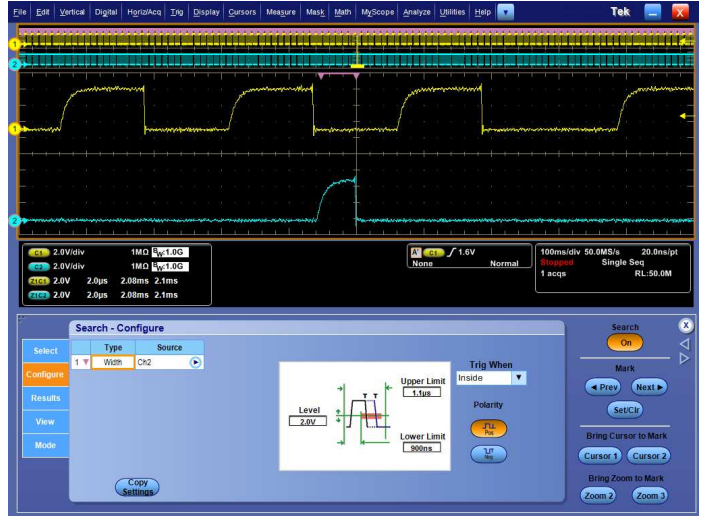 File Edit Vertical Digital Horiz/Acq Trig Display Cursors Measure Mask Math MyScope Analyze Utilities Help Tek X
1
2
1
2
C1 2.0V/div 1MΩ BW:1.0G
C2 2.0V/div 1MΩ BW:1.0G
Z1C1 2.0V 2.0µs 2.08ms 2.1ms
Z1C2 2.0V 2.0µs 2.08ms 2.1ms
A' C1 1.6V
None Normal
100ms/div 50.0MS/s 20.0ns/pt
Stopped Single Seq
1 acqs RL:50.0M
Search - Configure
Select
Configure
Results
View
Mode
Type Source
1 Width Ch2
Copy
Settings
Level
2.0V
T T
Upper Limit
1.1µs
Lower Limit
900ns
Trig When
Inside
Polarity
Pos
Neg
Search
X
On
Mark
Prev Next
Set/Clr
Bring Cursor to Mark
Cursor 1 Cursor 2
Bring Zoom to Mark
Zoom 2 Zoom 3